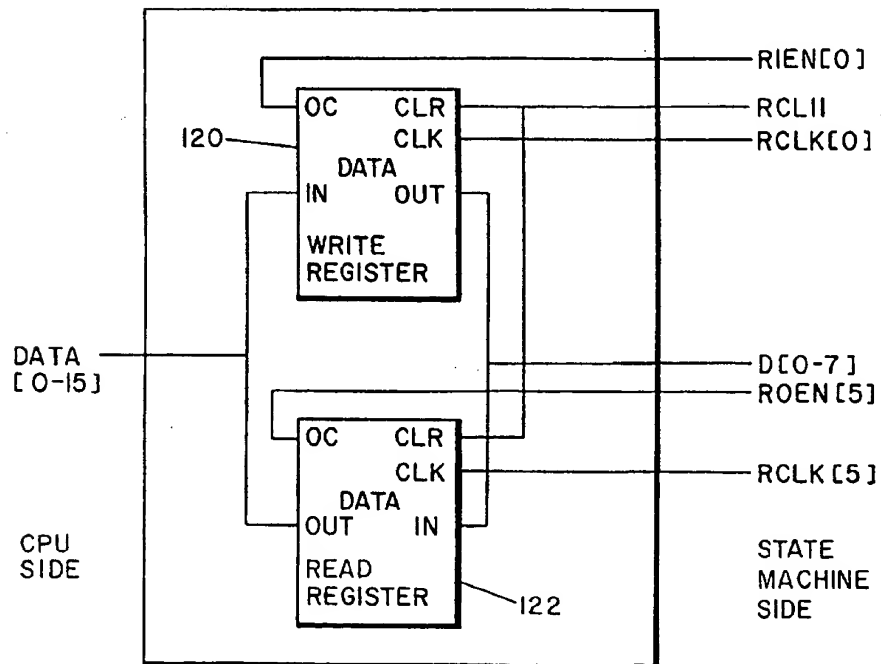 RIEN[0]
OC CLR
RCLII
120
CLK
RCLK[0]
DATA
IN OUT
WRITE
REGISTER
DATA
[0-15]
D[0-7]
ROEN[5]
OC CLR
CLK
RCLK[5]
DATA
OUT IN
CPU
SIDE
READ
REGISTER
122
STATE
MACHINE
SIDE